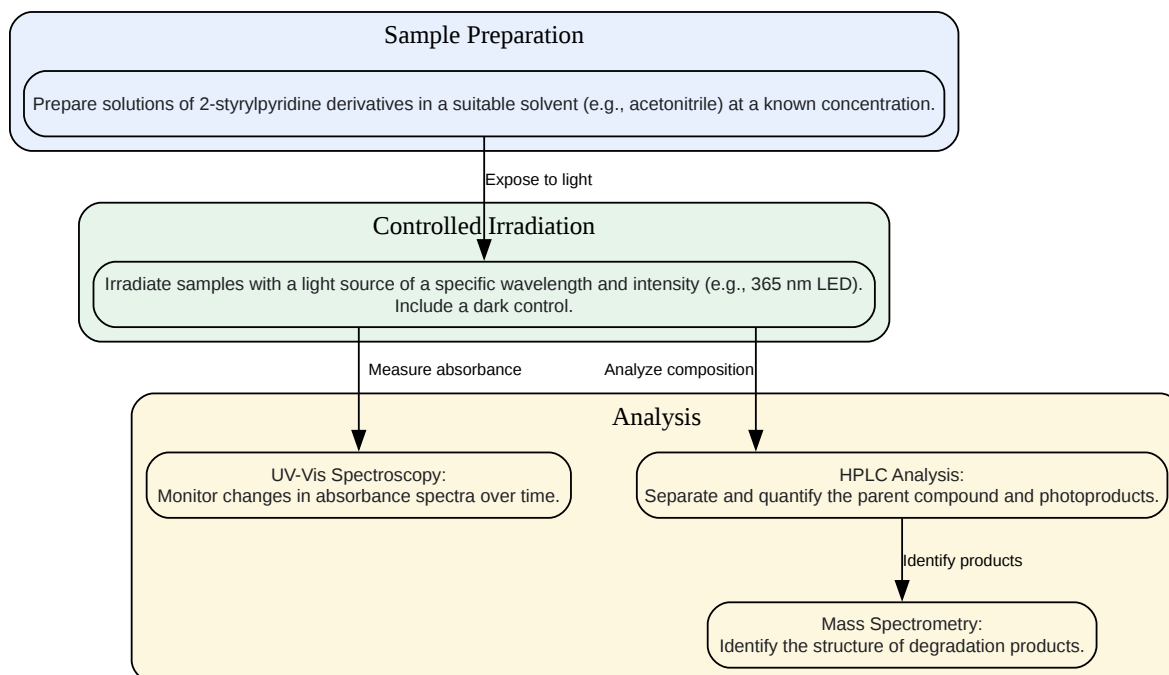 Sample Preparation
Prepare solutions of 2-styrylpyridine derivatives in a suitable solvent (e.g., acetonitrile) at a known concentration.
Expose to light
Controlled Irradiation
Irradiate samples with a light source of a specific wavelength and intensity (e.g., 365 nm LED).
Include a dark control.
Measure absorbance
Analyze composition
Analysis
UV-Vis Spectroscopy:
Monitor changes in absorbance spectra over time.
HPLC Analysis:
Separate and quantify the parent compound and photoproducts.
Identify products
Mass Spectrometry:
Identify the structure of degradation products.